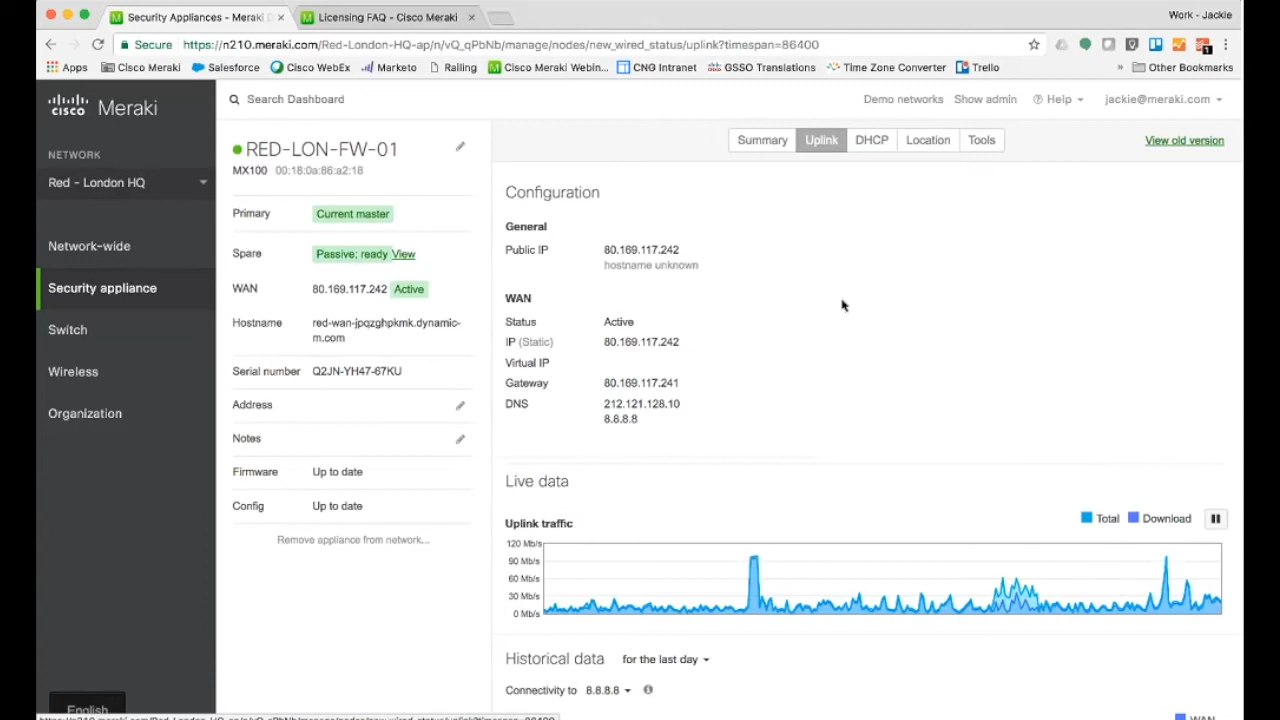 Security Appliances - Meraki D
Licensing FAQ - Cisco Meraki
Work - Jackie
Secure
https://n210.meraki.com/Red-London-HQ-ap/n/vQ_qPbNb/manage/nodes/new_wired_status/uplink?timespan=86400
Apps
Cisco Meraki
Salesforce
Cisco WebEx
Marketo
Railing
Cisco Meraki Webin...
CNG Intranet
GSSO Translations
Time Zone Converter
Trello
»
Other Bookmarks
CISCO Meraki
Search Dashboard
Demo networks
Show admin
Help
jackie@meraki.com
NETWORK
Red - London HQ
Network-wide
Security appliance
Switch
Wireless
Organization
English
RED-LON-FW-01
MX100 00:18:0a:86:a2:18
Primary Current master
Spare Passive; ready View
WAN 80.169.117.242 Active
Hostname red-wan-jpqzghpkmk.dynamic-
m.com
Serial number Q2JN-YH47-67KU
Address
Notes
Firmware Up to date
Config Up to date
Remove appliance from network...
Summary
Uplink
DHCP
Location
Tools
View old version
Configuration
General
Public IP 80.169.117.242
hostname unknown
WAN
Status Active
IP (Static) 80.169.117.242
Virtual IP
Gateway 80.169.117.241
DNS 212.121.128.10
8.8.8.8
Live data
Uplink traffic
Total Download
120 Mb/s
90 Mb/s
60 Mb/s
30 Mb/s
0 Mb/s
Historical data for the last day
Connectivity to 8.8.8.8
WAN